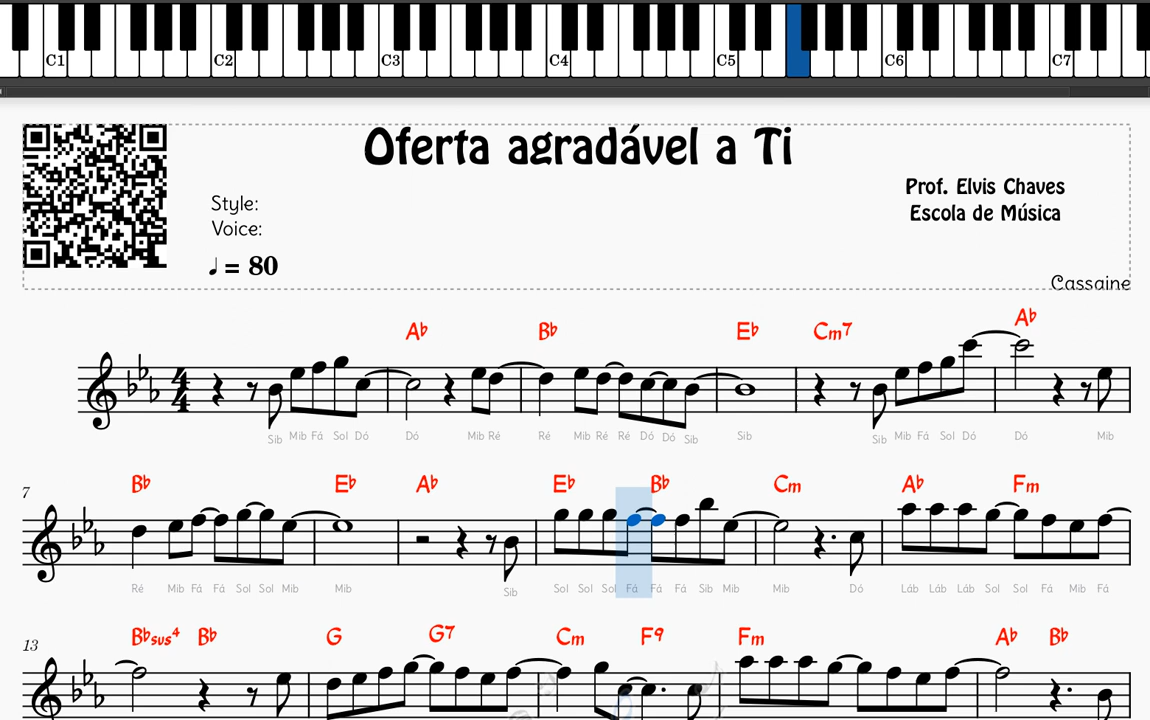 C1 C2 C3 C4 C5 C6 C7
Oferta agradável a Ti
Prof. Elvis Chaves
Escola de Música
Style:
Voice:
♩ = 80
Cassaine
A♭ B♭ E♭ Cm7 A♭
4
4
Sib Mib Fá Sol Dó Dó Mib Ré Ré Mib Ré Ré Dó Dó Sib Sib Sib Mib Fá Sol Dó Dó Mib
7
B♭ E♭ A♭ E♭ B♭ Cm A♭ Fm
Ré Mib Fá Fá Sol Sol Mib Mib Sib Sol Sol Sol Fá Fá Fá Sib Mib Mib Dó Láb Láb Láb Sol Sol Fá Mib Fá
13
B♭sus4 B♭ G G7 Cm F9 Fm A♭ B♭